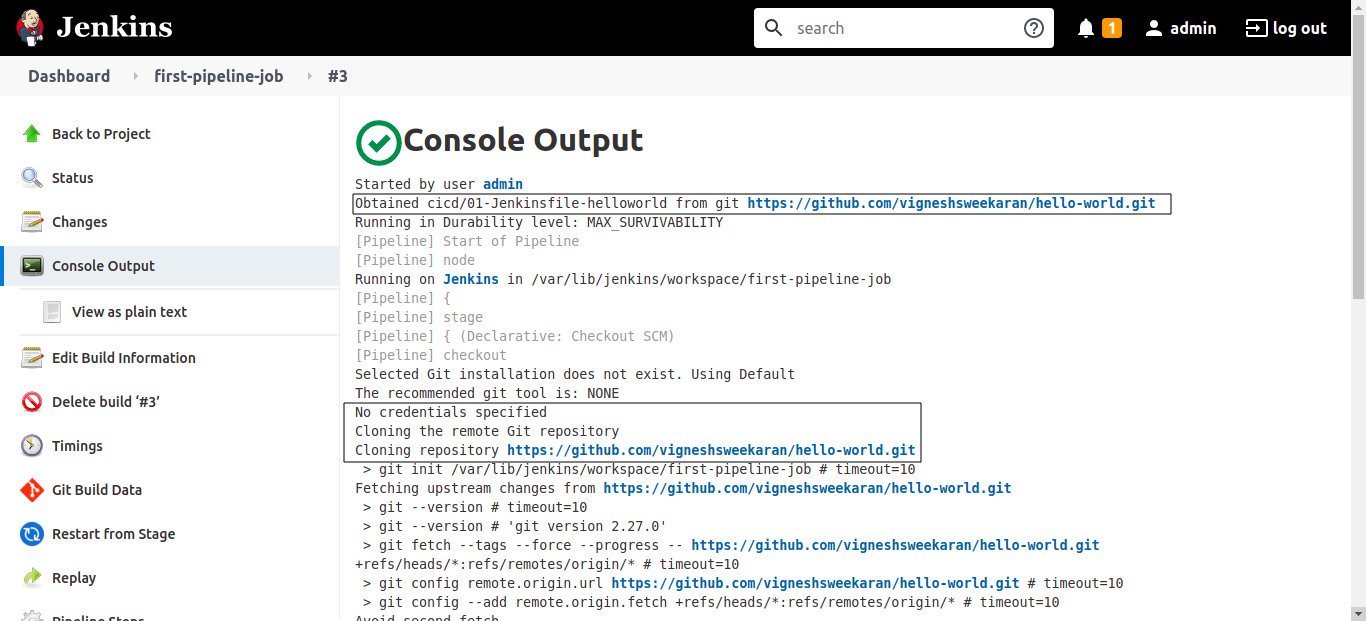 Jenkins
search
1
admin
log out
Dashboard
first-pipeline-job
#3
Back to Project
Status
Changes
Console Output
View as plain text
Edit Build Information
Delete build ‘#3’
Timings
Git Build Data
Restart from Stage
Replay
Pipeline Steps
Console Output
Started by user admin
Obtained cicd/01-Jenkinsfile-helloworld from git https://github.com/vigneshsweekaran/hello-world.git
Running in Durability level: MAX_SURVIVABILITY
[Pipeline] Start of Pipeline
[Pipeline] node
Running on Jenkins in /var/lib/jenkins/workspace/first-pipeline-job
[Pipeline] {
[Pipeline] stage
[Pipeline] { (Declarative: Checkout SCM)
[Pipeline] checkout
Selected Git installation does not exist. Using Default
The recommended git tool is: NONE
No credentials specified
Cloning the remote Git repository
Cloning repository https://github.com/vigneshsweekaran/hello-world.git
> git init /var/lib/jenkins/workspace/first-pipeline-job # timeout=10
Fetching upstream changes from https://github.com/vigneshsweekaran/hello-world.git
> git --version # timeout=10
> git --version # 'git version 2.27.0'
> git fetch --tags --force --progress -- https://github.com/vigneshsweekaran/hello-world.git
+refs/heads/*:refs/remotes/origin/* # timeout=10
> git config remote.origin.url https://github.com/vigneshsweekaran/hello-world.git # timeout=10
> git config --add remote.origin.fetch +refs/heads/*:refs/remotes/origin/* # timeout=10
Avoid second fetch